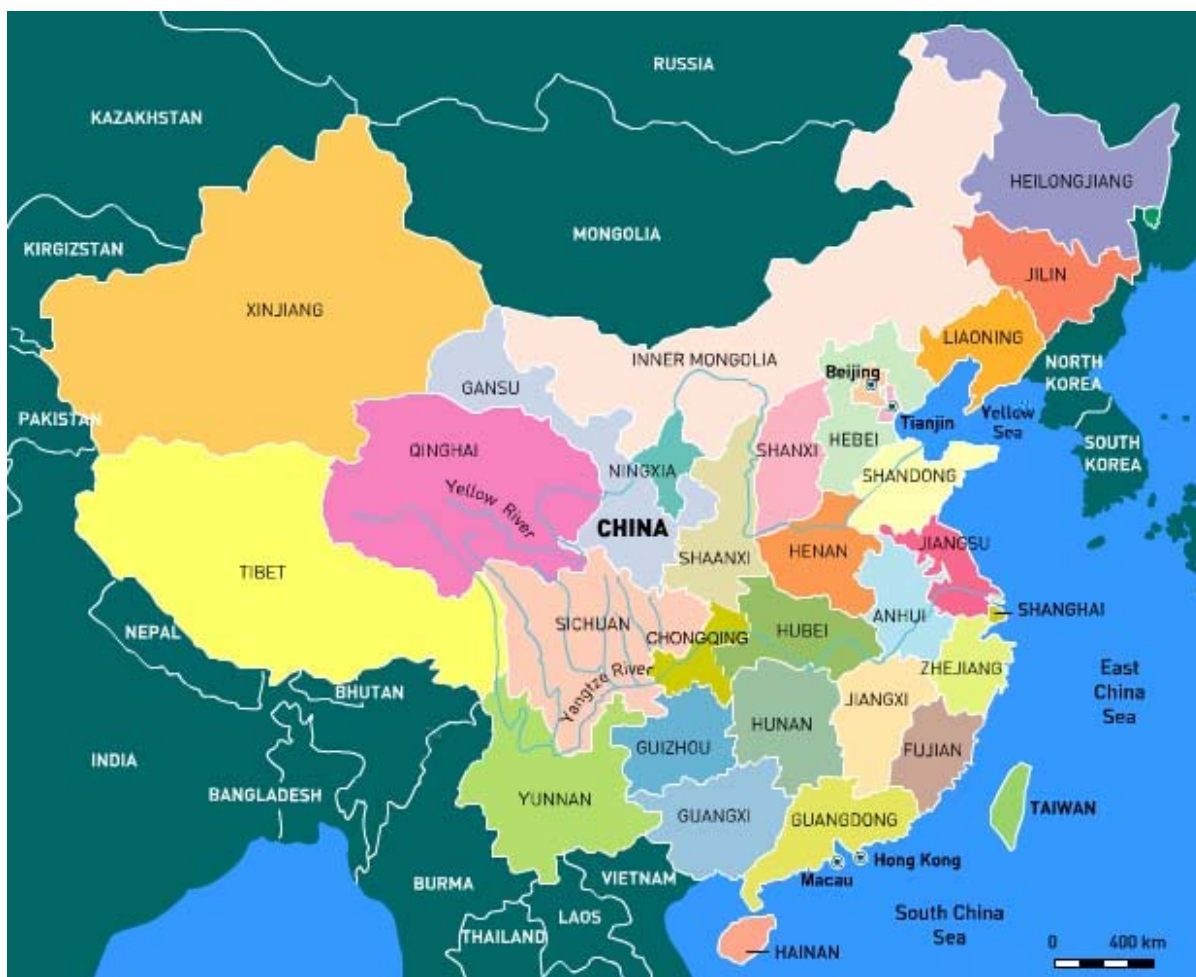 RUSSIA
KAZAKHSTAN
HEILONGJIANG
MONGOLIA
KIRGIZSTAN
JILIN
XINJIANG
LIAONING
INNER MONGOLIA
NORTH
KOREA
Beijing
GANSU
Yellow
Sea
Tianjin
PAKISTAN
SOUTH
KOREA
QINGHAI
SHANXI
HEBEI
NINGXIA
SHANDONG
Yellow River
CHINA
JIANGSU
HENAN
SHAANXI
TIBET
SHANGHAI
ANHUI
SICHUAN
HUBEI
CHONGQING
NEPAL
ZHEJIANG
East
China
Sea
Yangtze River
BHUTAN
JIANGXI
HUNAN
GUIZHOU
FUJIAN
INDIA
BANGLADESH
YUNNAN
TAIWAN
GUANGXI
GUANGDONG
Hong Kong
Macau
VIETNAM
BURMA
LAOS
South China
Sea
THAILAND
HAINAN
0 400 km